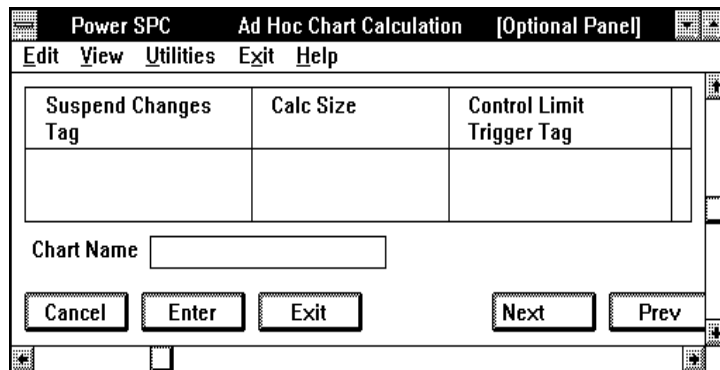 Power SPC Ad Hoc Chart Calculation [Optional Panel]
Edit View Utilities Exit Help
Suspend Changes Tag
Calc Size
Control Limit Trigger Tag
Chart Name
Cancel Enter Exit Next Prev